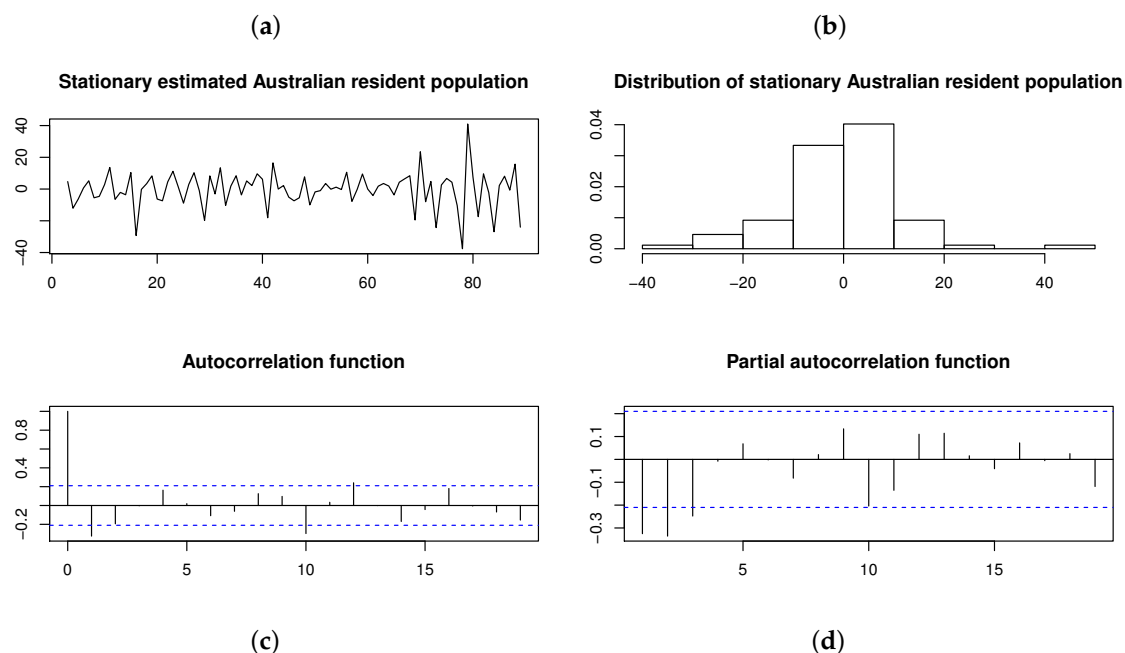 (a) (b)
Stationary estimated Australian resident population
40
20
0
−40
0 20 40 60 80
Distribution of stationary Australian resident population
0.04
0.02
0.00
−40 −20 0 20 40
Autocorrelation function
0.8
0.4
−0.2
0 5 10 15
Partial autocorrelation function
0.1
−0.1
−0.3
5 10 15
(c) (d)